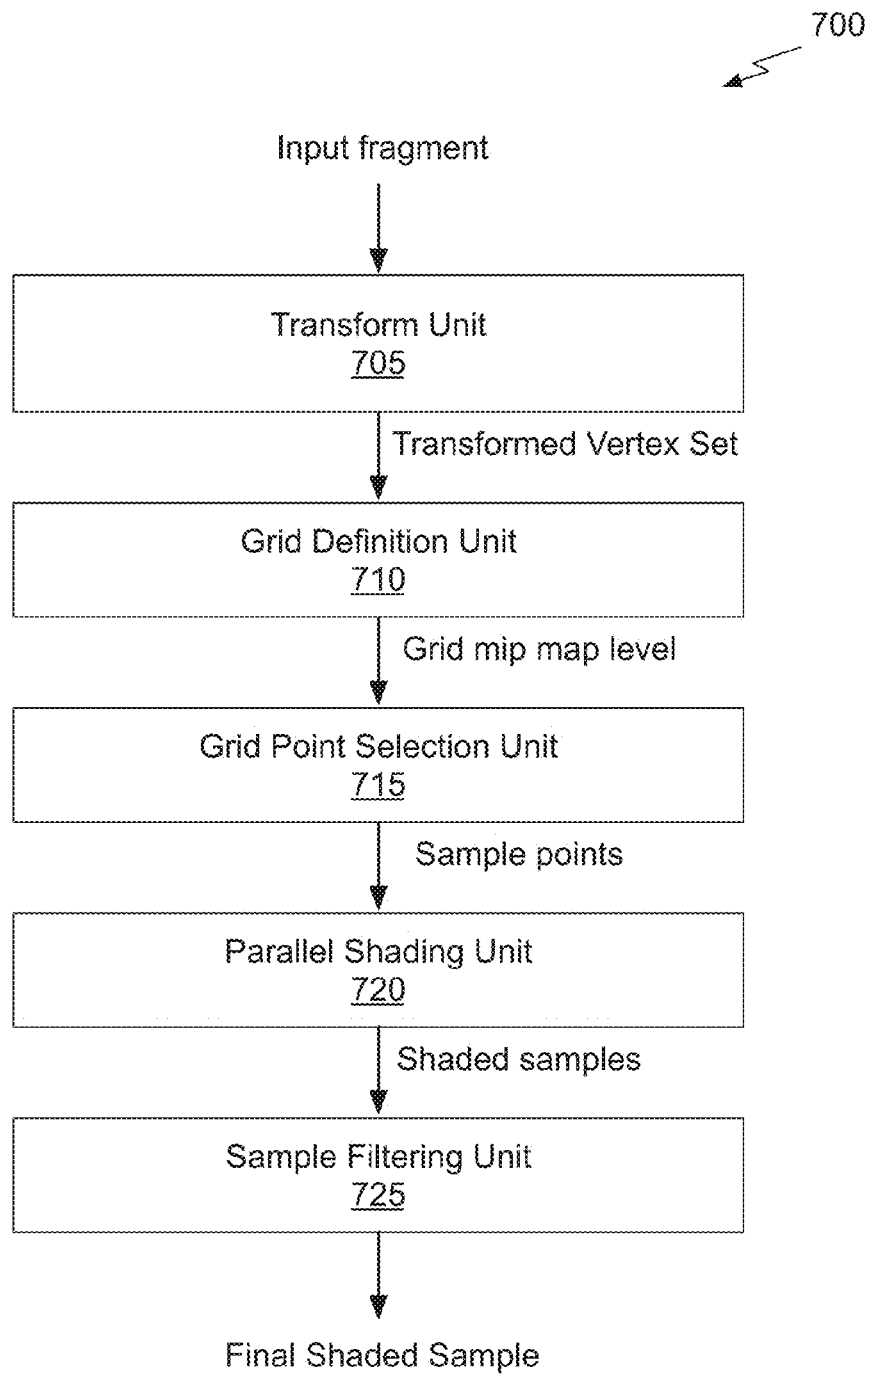 700
Input fragment
Transform Unit
705
Transformed Vertex Set
Grid Definition Unit
710
Grid mip map level
Grid Point Selection Unit
715
Sample points
Parallel Shading Unit
720
Shaded samples
Sample Filtering Unit
725
Final Shaded Sample